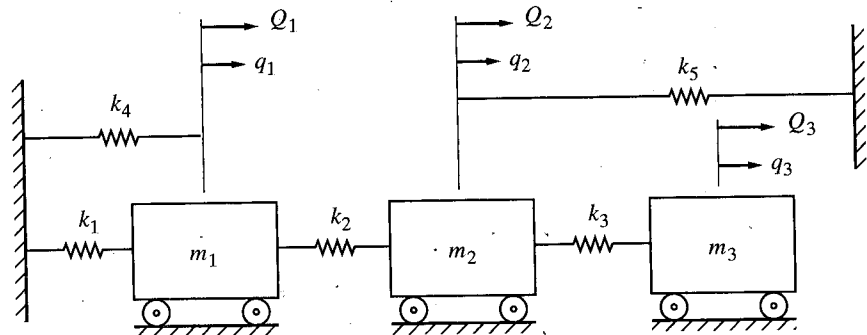 Q₁
Q₂
q₁
q₂
k₅
k₄
Q₃
q₃
k₁
k₂
k₃
m₁
m₂
m₃